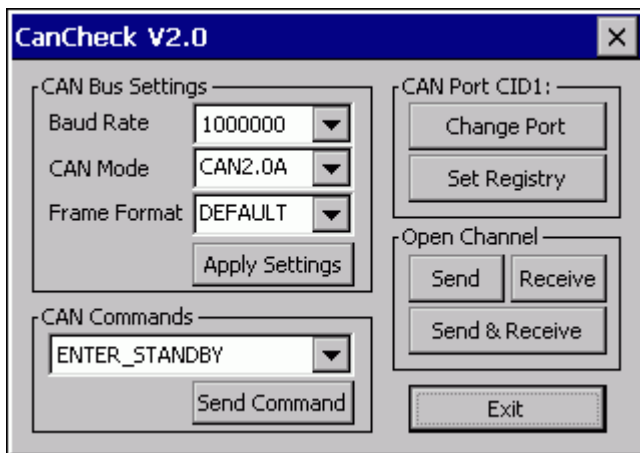 CanCheck V2.0
CAN Bus Settings
Baud Rate 1000000
CAN Mode CAN2.0A
Frame Format DEFAULT
Apply Settings
CAN Commands
ENTER_STANDBY
Send Command
CAN Port CID1:
Change Port
Set Registry
Open Channel
Send Receive
Send & Receive
Exit